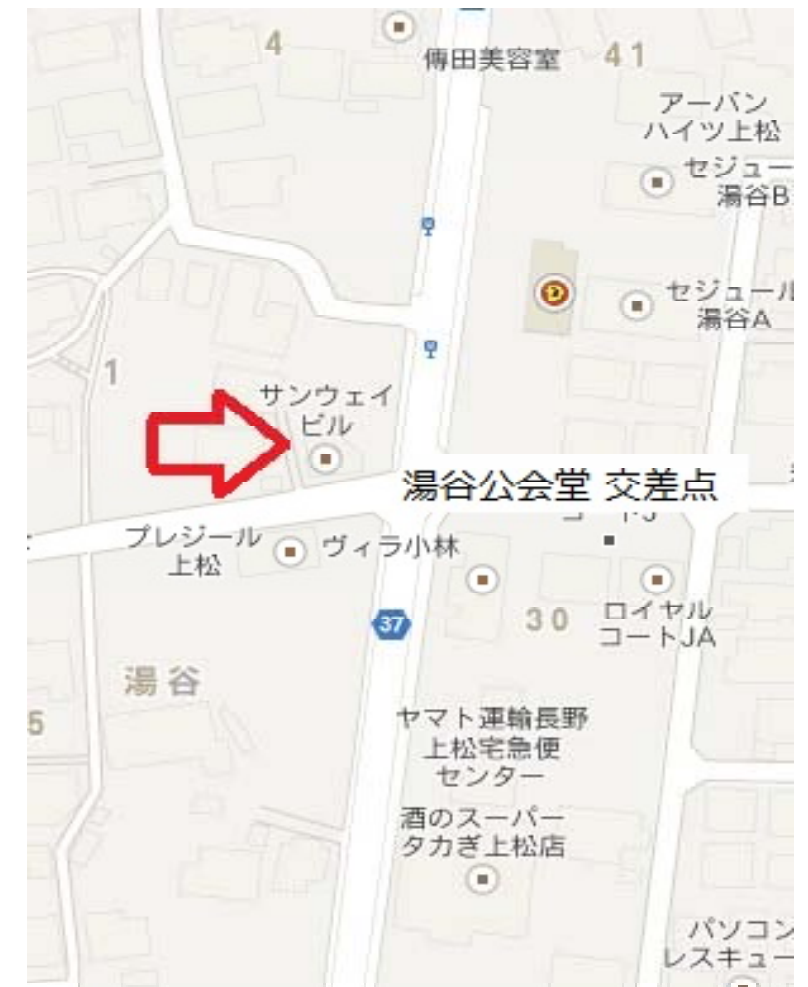 4
傳田美容室
41
アーバン
ハイツ上松
セジュー
湯谷B
セジュール
湯谷A
1
サンウェイ
ビル
湯谷公会堂 交差点
プレジール
上松
ヴィラ小林
37
30
ロイヤル
コートJA
湯谷
5
ヤマト運輸長野
上松宅急便
センター
酒のスーパー
タカぎ上松店
パソコン
レスキュー